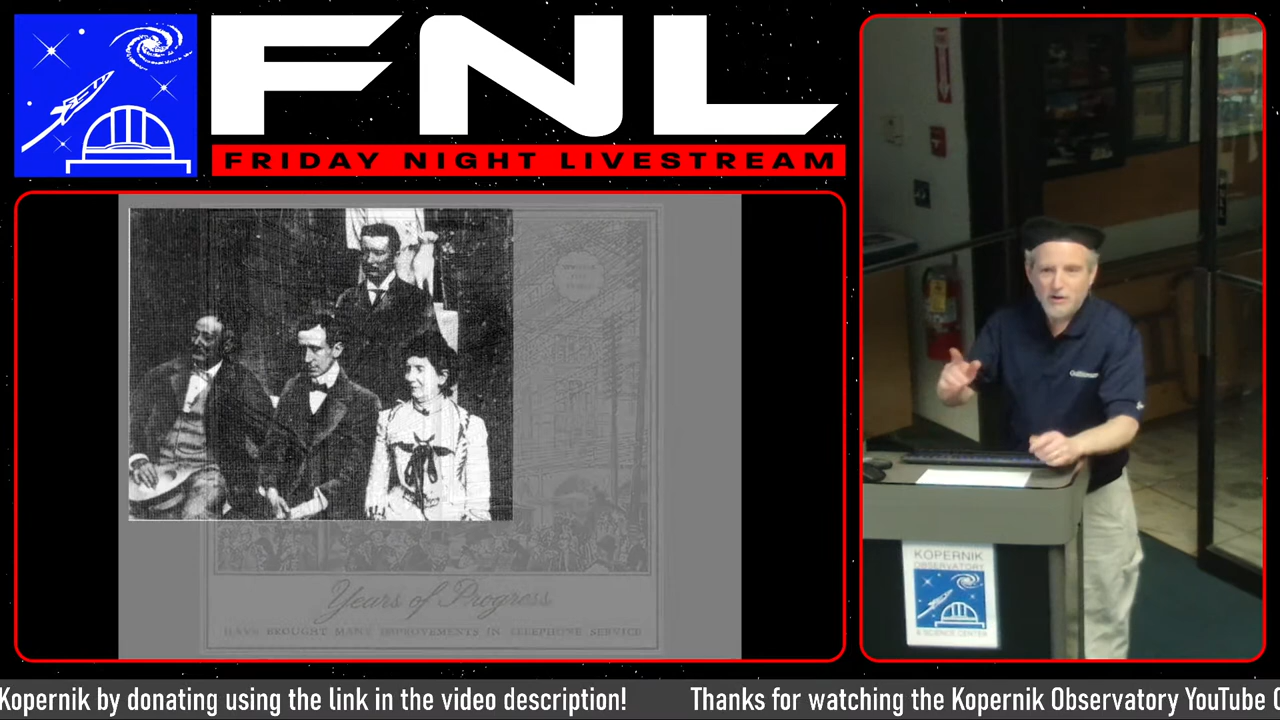 FNL
FRIDAY NIGHT LIVESTREAM
Years of Progress
HAVE BROUGHT MANY IMPROVEMENTS IN TELEPHONE SERVICE
KOPERNIK
OBSERVATORY
& SCIENCE CENTER
Kopernik by donating using the link in the video description!
Thanks for watching the Kopernik Observatory YouTube C